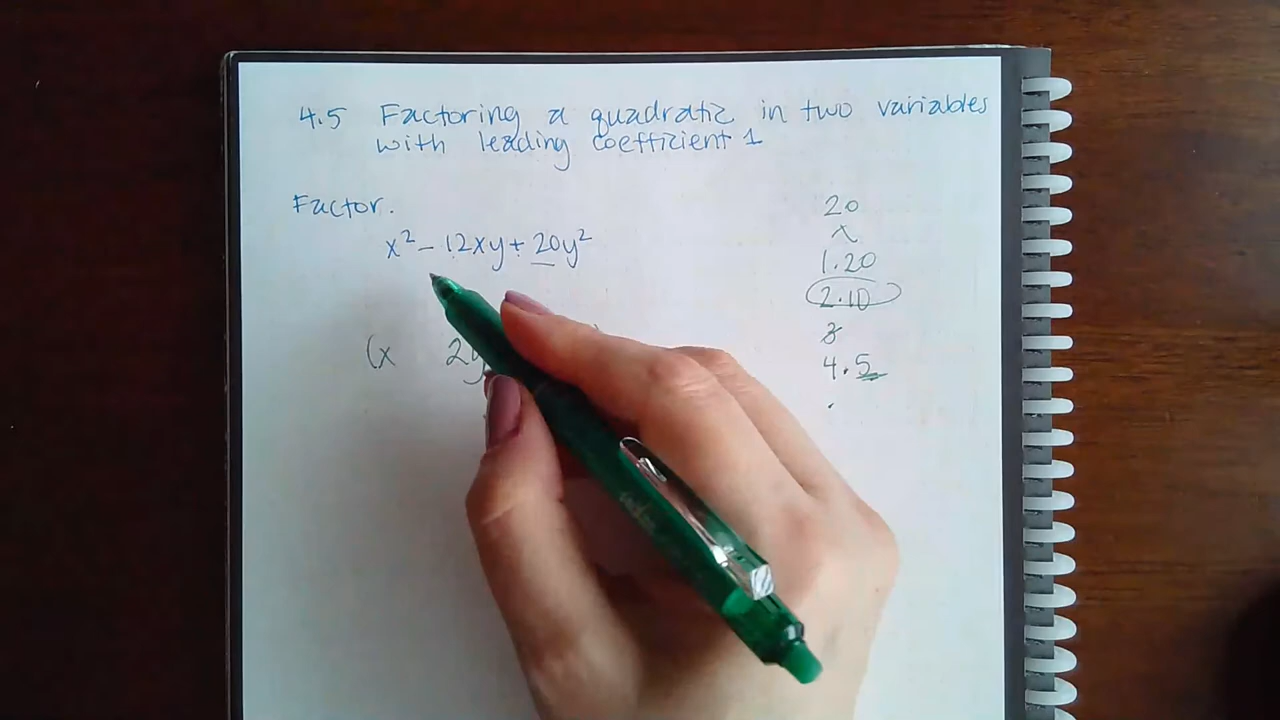 4.5 Factoring a quadratic in two variables
with leading coefficient 1
Factor.
x² - 12xy + 20y²
(x 2y
20
1.20
2.10
3
4.5
.